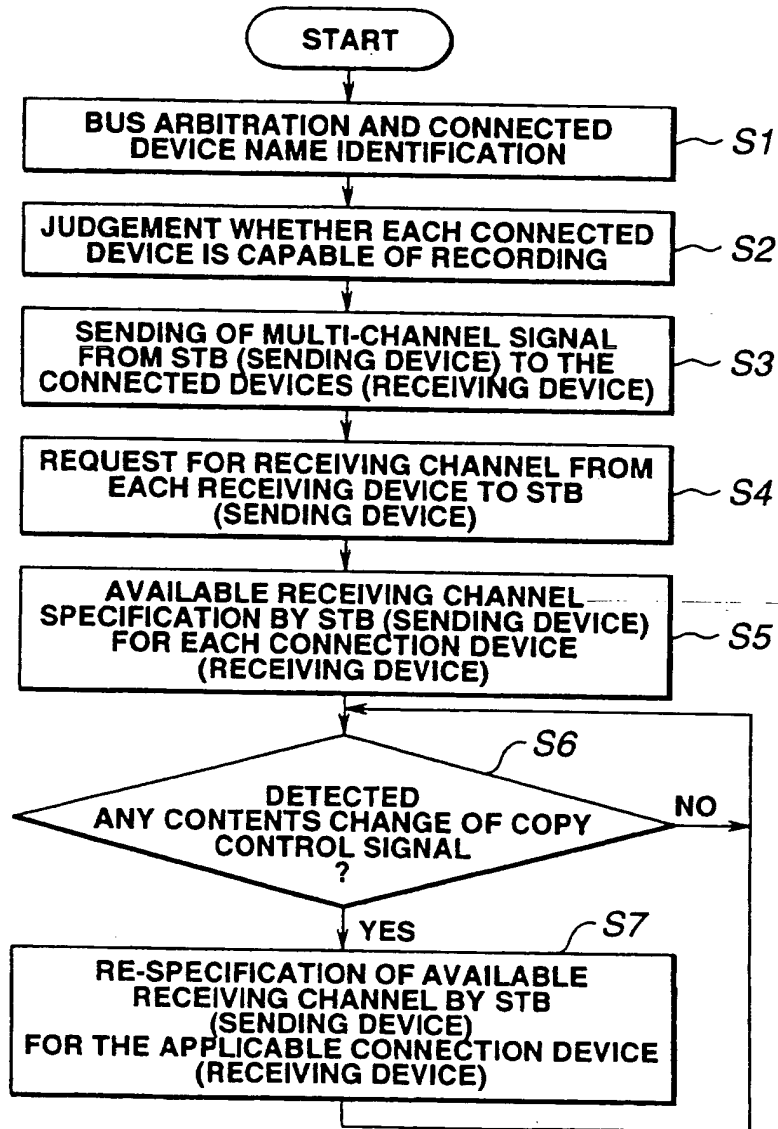 START
BUS ARBITRATION AND CONNECTED
DEVICE NAME IDENTIFICATION
S1
JUDGEMENT WHETHER EACH CONNECTED
DEVICE IS CAPABLE OF RECORDING
S2
SENDING OF MULTI-CHANNEL SIGNAL
FROM STB (SENDING DEVICE) TO THE
CONNECTED DEVICES (RECEIVING DEVICE)
S3
REQUEST FOR RECEIVING CHANNEL FROM
EACH RECEIVING DEVICE TO STB
(SENDING DEVICE)
S4
AVAILABLE RECEIVING CHANNEL
SPECIFICATION BY STB (SENDING DEVICE)
FOR EACH CONNECTION DEVICE
(RECEIVING DEVICE)
S5
S6
DETECTED
ANY CONTENTS CHANGE OF COPY
CONTROL SIGNAL
?
NO
YES
S7
RE-SPECIFICATION OF AVAILABLE
RECEIVING CHANNEL BY STB
(SENDING DEVICE)
FOR THE APPLICABLE CONNECTION DEVICE
(RECEIVING DEVICE)